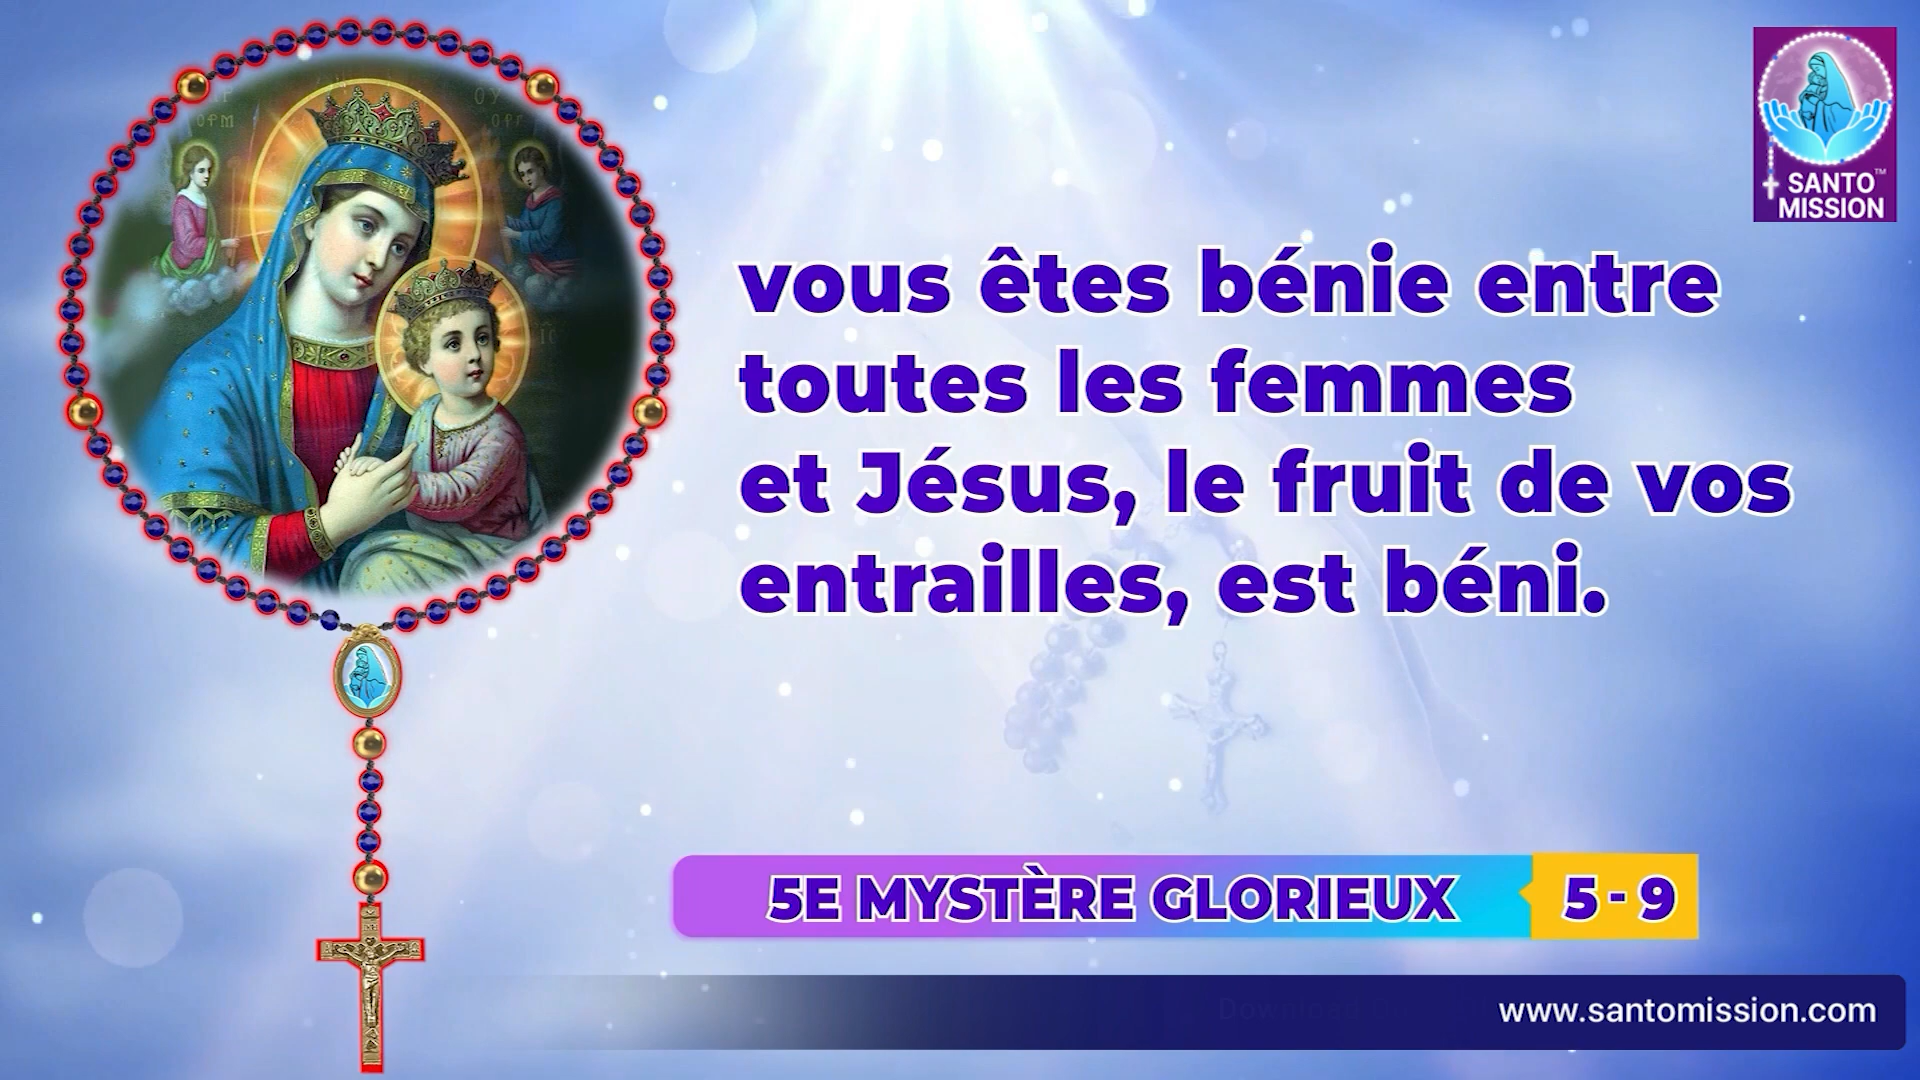 SANTO™
MISSION
vous êtes bénie entre
toutes les femmes
et Jésus, le fruit de vos
entrailles, est béni.
5E MYSTÈRE GLORIEUX
5 - 9
www.santomission.com